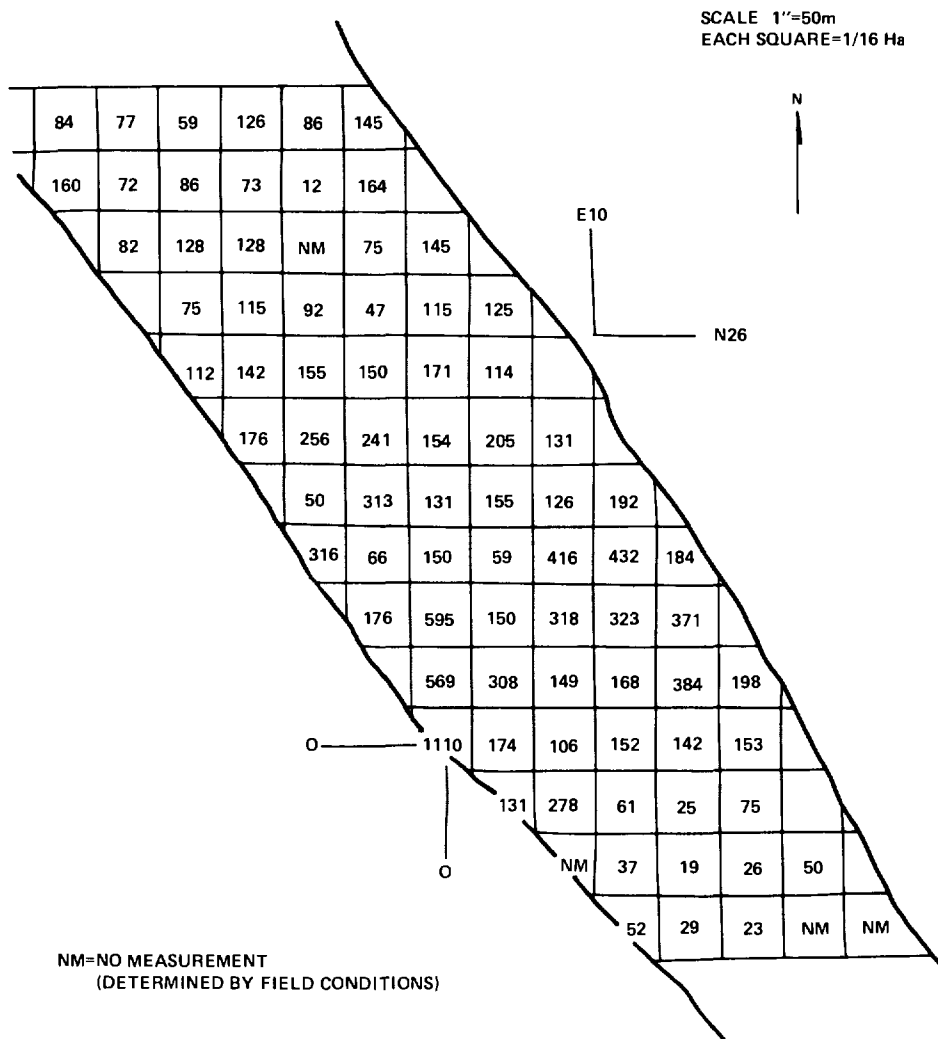 SCALE 1"=50m
EACH SQUARE=1/16 Ha
N
84 77 59 126 86 145
160 72 86 73 12 164
E10
82 128 128 NM 75 145
75 115 92 47 115 125
N26
112 142 155 150 171 114
176 256 241 154 205 131
50 313 131 155 126 192
316 66 150 59 416 432 184
176 595 150 318 323 371
569 308 149 168 384 198
O 1110 174 106 152 142 153
131 278 61 25 75
NM 37 19 26 50
O
52 29 23 NM NM
NM=NO MEASUREMENT
(DETERMINED BY FIELD CONDITIONS)